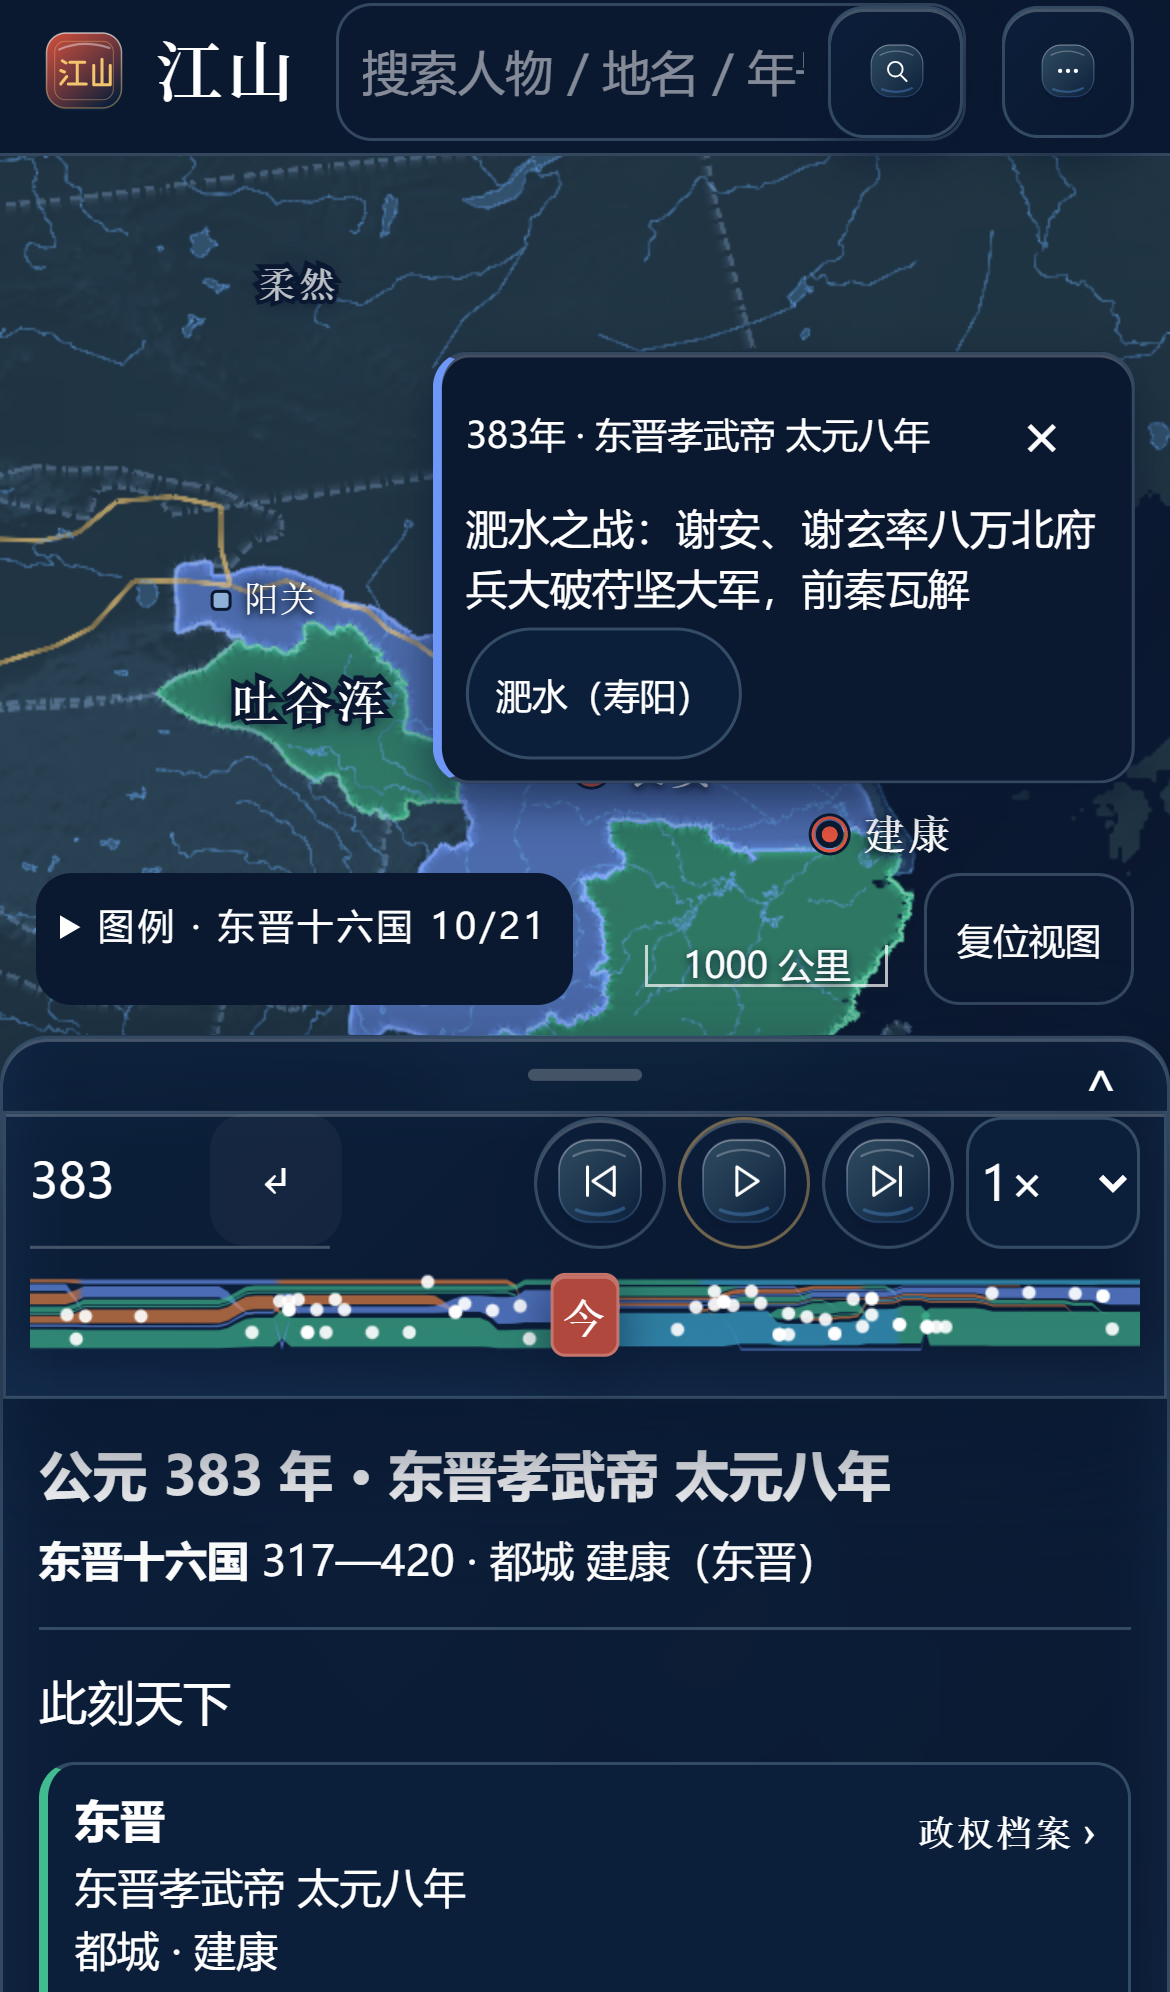 江山
江山
搜索人物 / 地名 / 年
柔然
383年 · 东晋孝武帝 太元八年
淝水之战：谢安、谢玄率八万北府
兵大破苻坚大军，前秦瓦解
淝水（寿阳）
阳关
吐谷浑
建康
图例 · 东晋十六国 10/21
1000 公里
复位视图
383
1×
今
公元 383 年 • 东晋孝武帝 太元八年
东晋十六国 317—420 · 都城 建康（东晋）
此刻天下
东晋
政权档案 ›
东晋孝武帝 太元八年
都城 · 建康